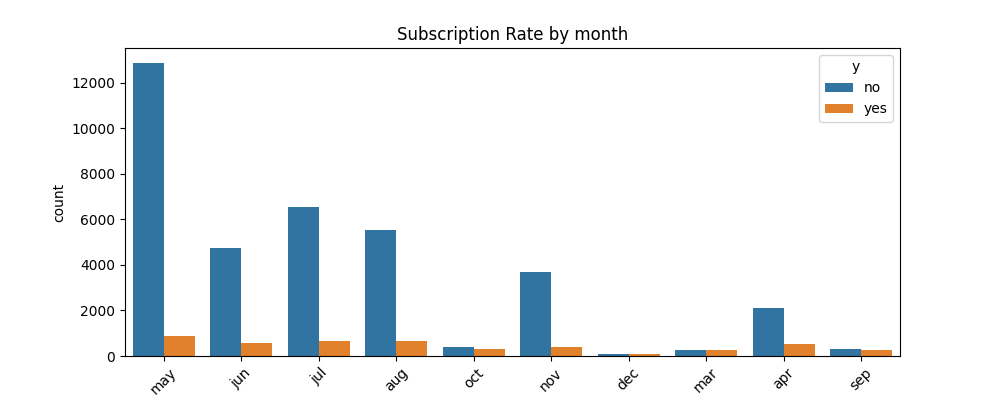 Subscription Rate by month
y
no
yes
count
12000
10000
8000
6000
4000
2000
0
may
jun
jul
aug
oct
nov
dec
mar
apr
sep